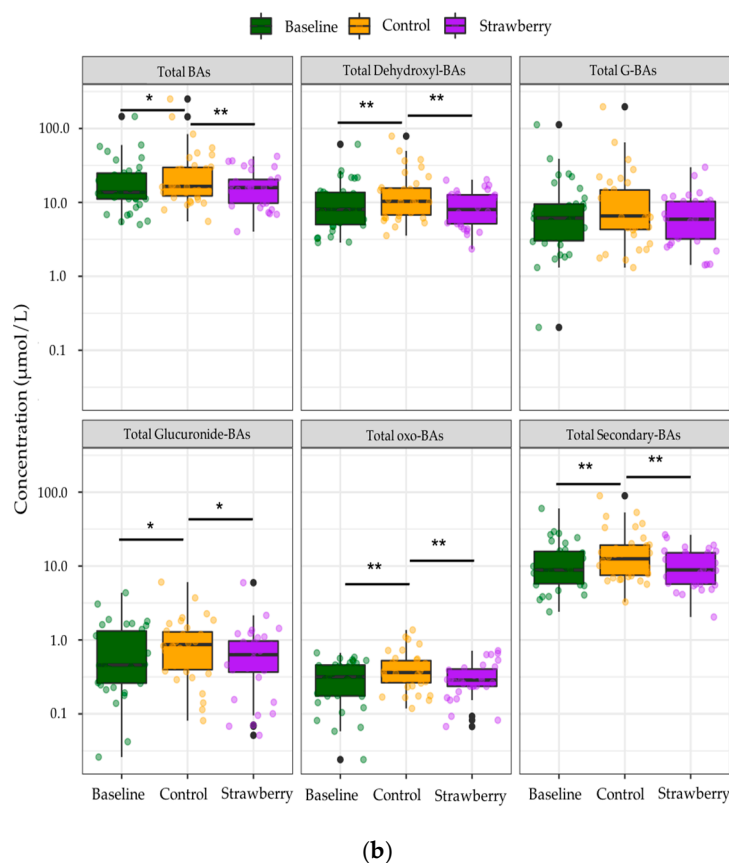 Baseline Control Strawberry
Total BAs Total Dehydroxyl-BAs Total G-BAs
* ** ** **
100.0
10.0
1.0
0.1
Concentration (μmol/L)
Total Glucuronide-BAs Total oxo-BAs Total Secondary-BAs
* * ** ** ** **
100.0
10.0
1.0
0.1
Baseline Control Strawberry Baseline Control Strawberry Baseline Control Strawberry
(b)